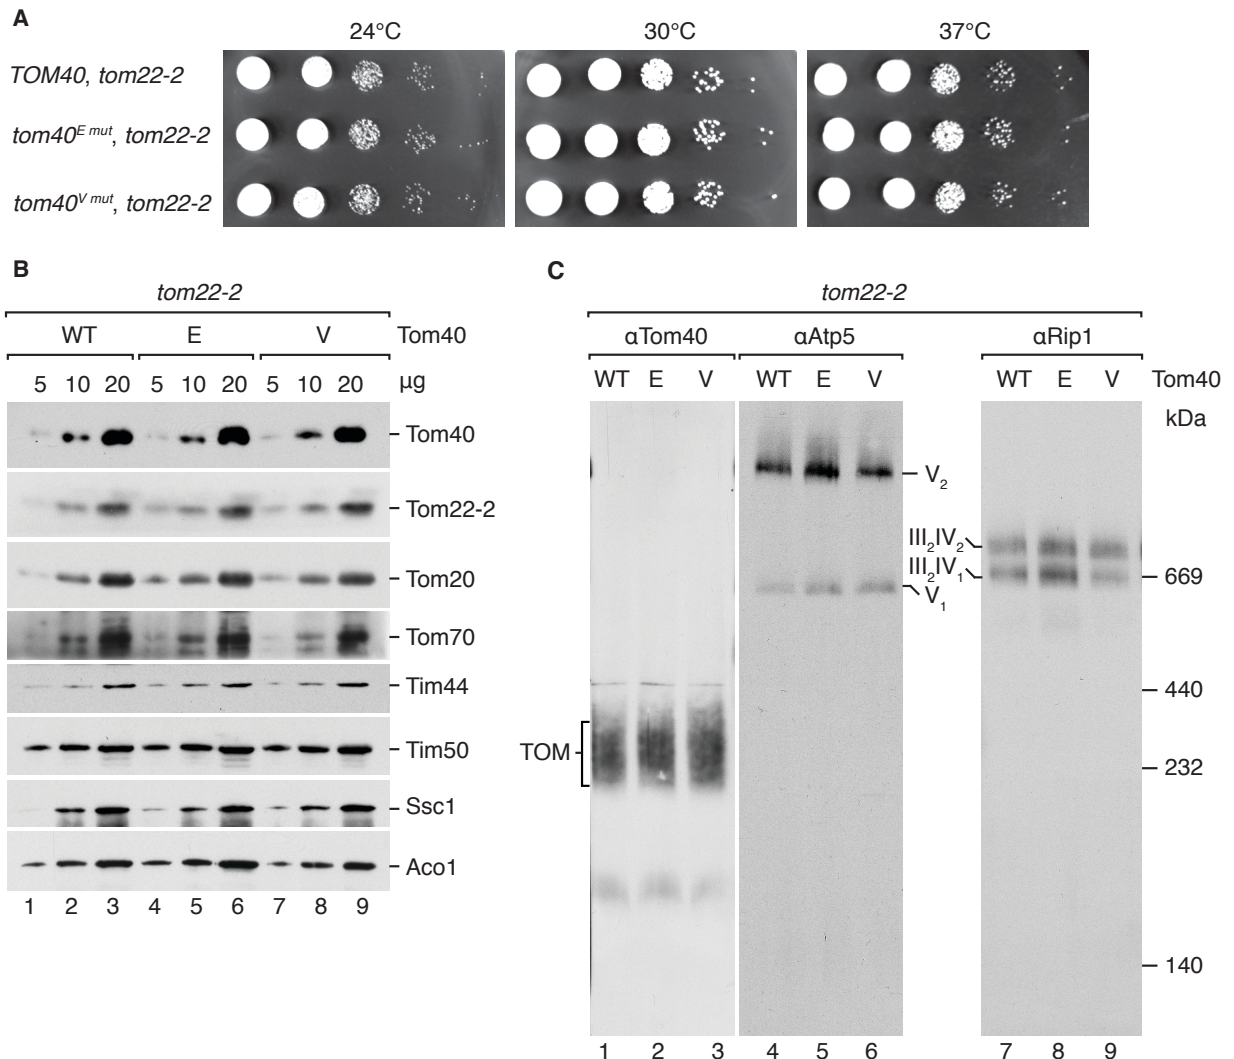 A
24°C 30°C 37°C
TOM40, tom22-2
tom40E mut, tom22-2
tom40V mut, tom22-2
B
tom22-2
WT E V Tom40
5 10 20 5 10 20 5 10 20 µg
Tom40
Tom22-2
Tom20
Tom70
Tim44
Tim50
Ssc1
Aco1
1 2 3 4 5 6 7 8 9
C
tom22-2
αTom40 αAtp5 αRip1
WT E V WT E V WT E V Tom40
kDa
V2
III2IV2
III2IV1
V1
669
440
TOM
232
140
1 2 3 4 5 6 7 8 9